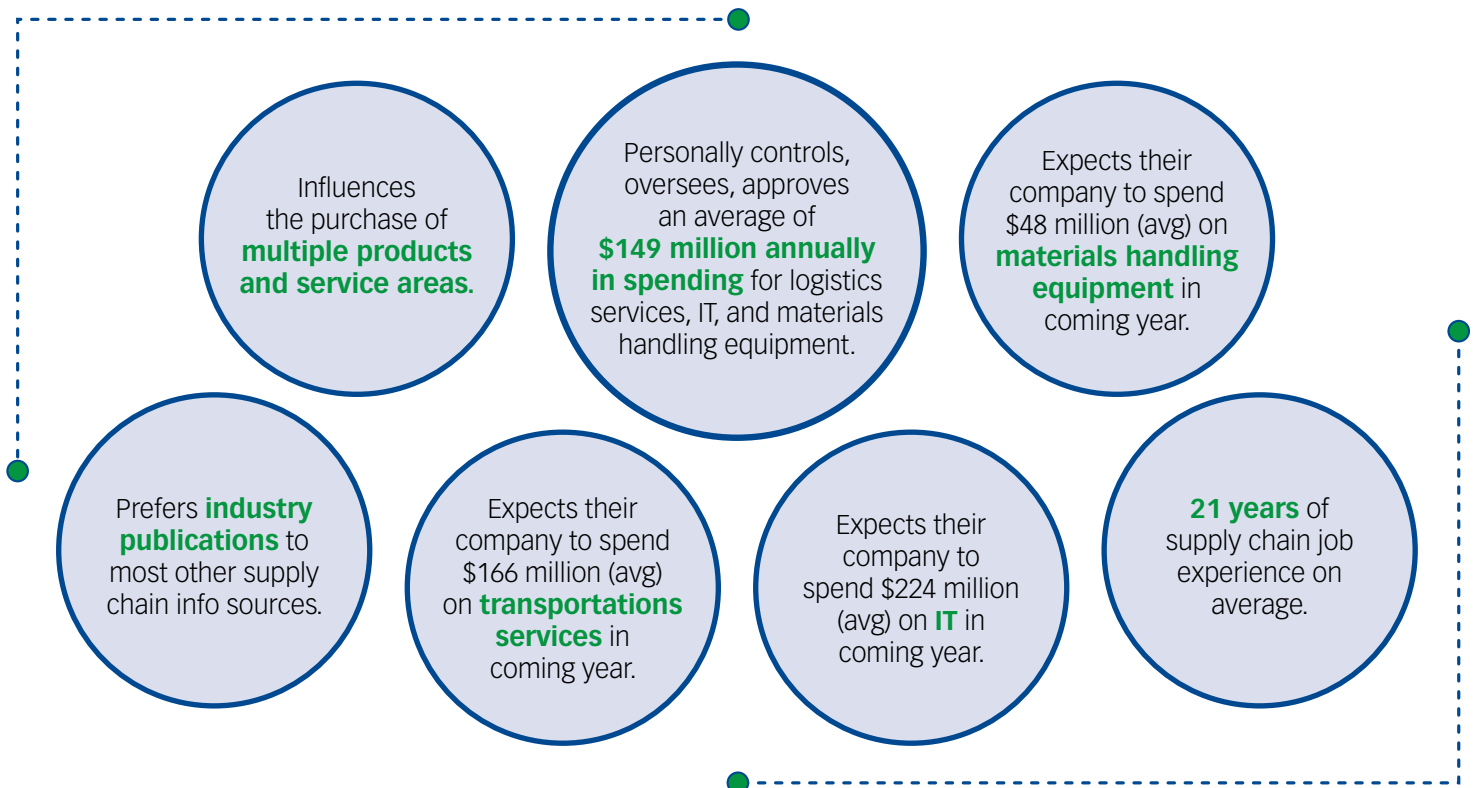 Influences
the purchase of
multiple products
and service areas.
Personally controls,
oversees, approves
an average of
$149 million annually
in spending for logistics
services, IT, and materials
handling equipment.
Expects their
company to spend
$48 million (avg) on
materials handling
equipment in
coming year.
Prefers industry
publications to
most other supply
chain info sources.
Expects their
company to spend
$166 million (avg)
on transportations
services in
coming year.
Expects their
company to
spend $224 million
(avg) on IT in
coming year.
21 years of
supply chain job
experience on
average.